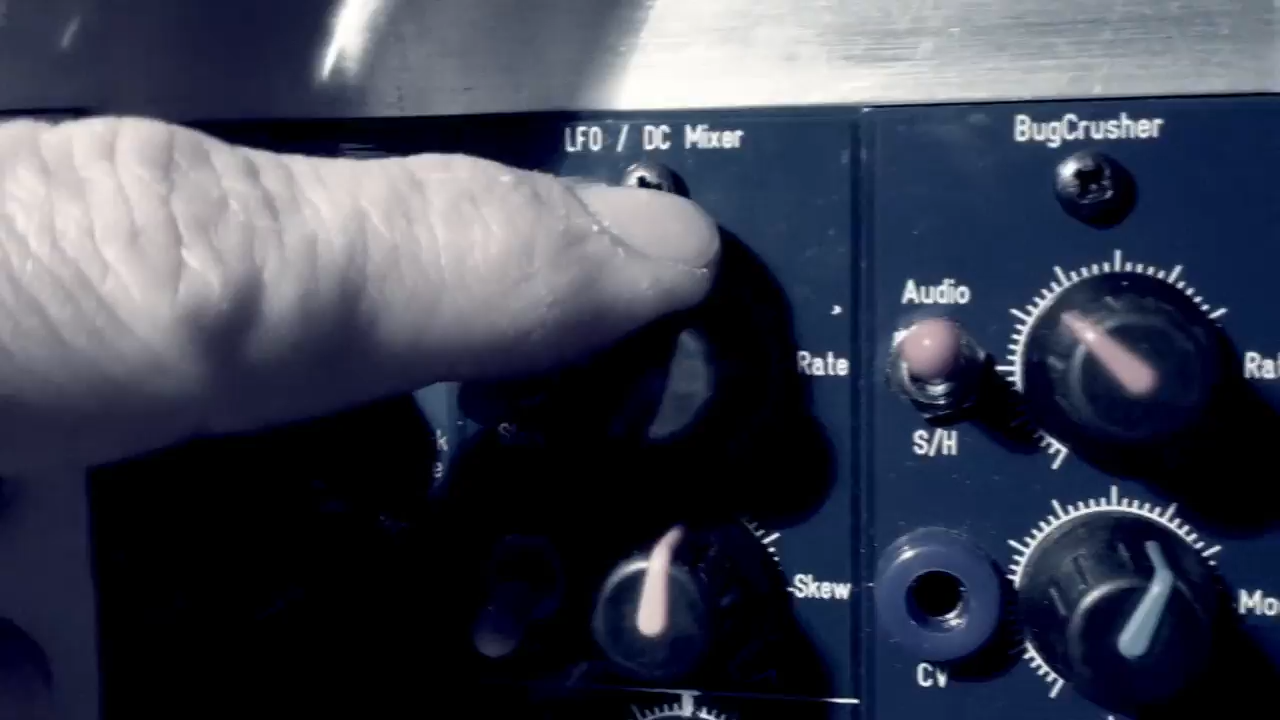 LFO / DC Mixer
BugCrusher
Audio
Rate
S/H
Skew
CV